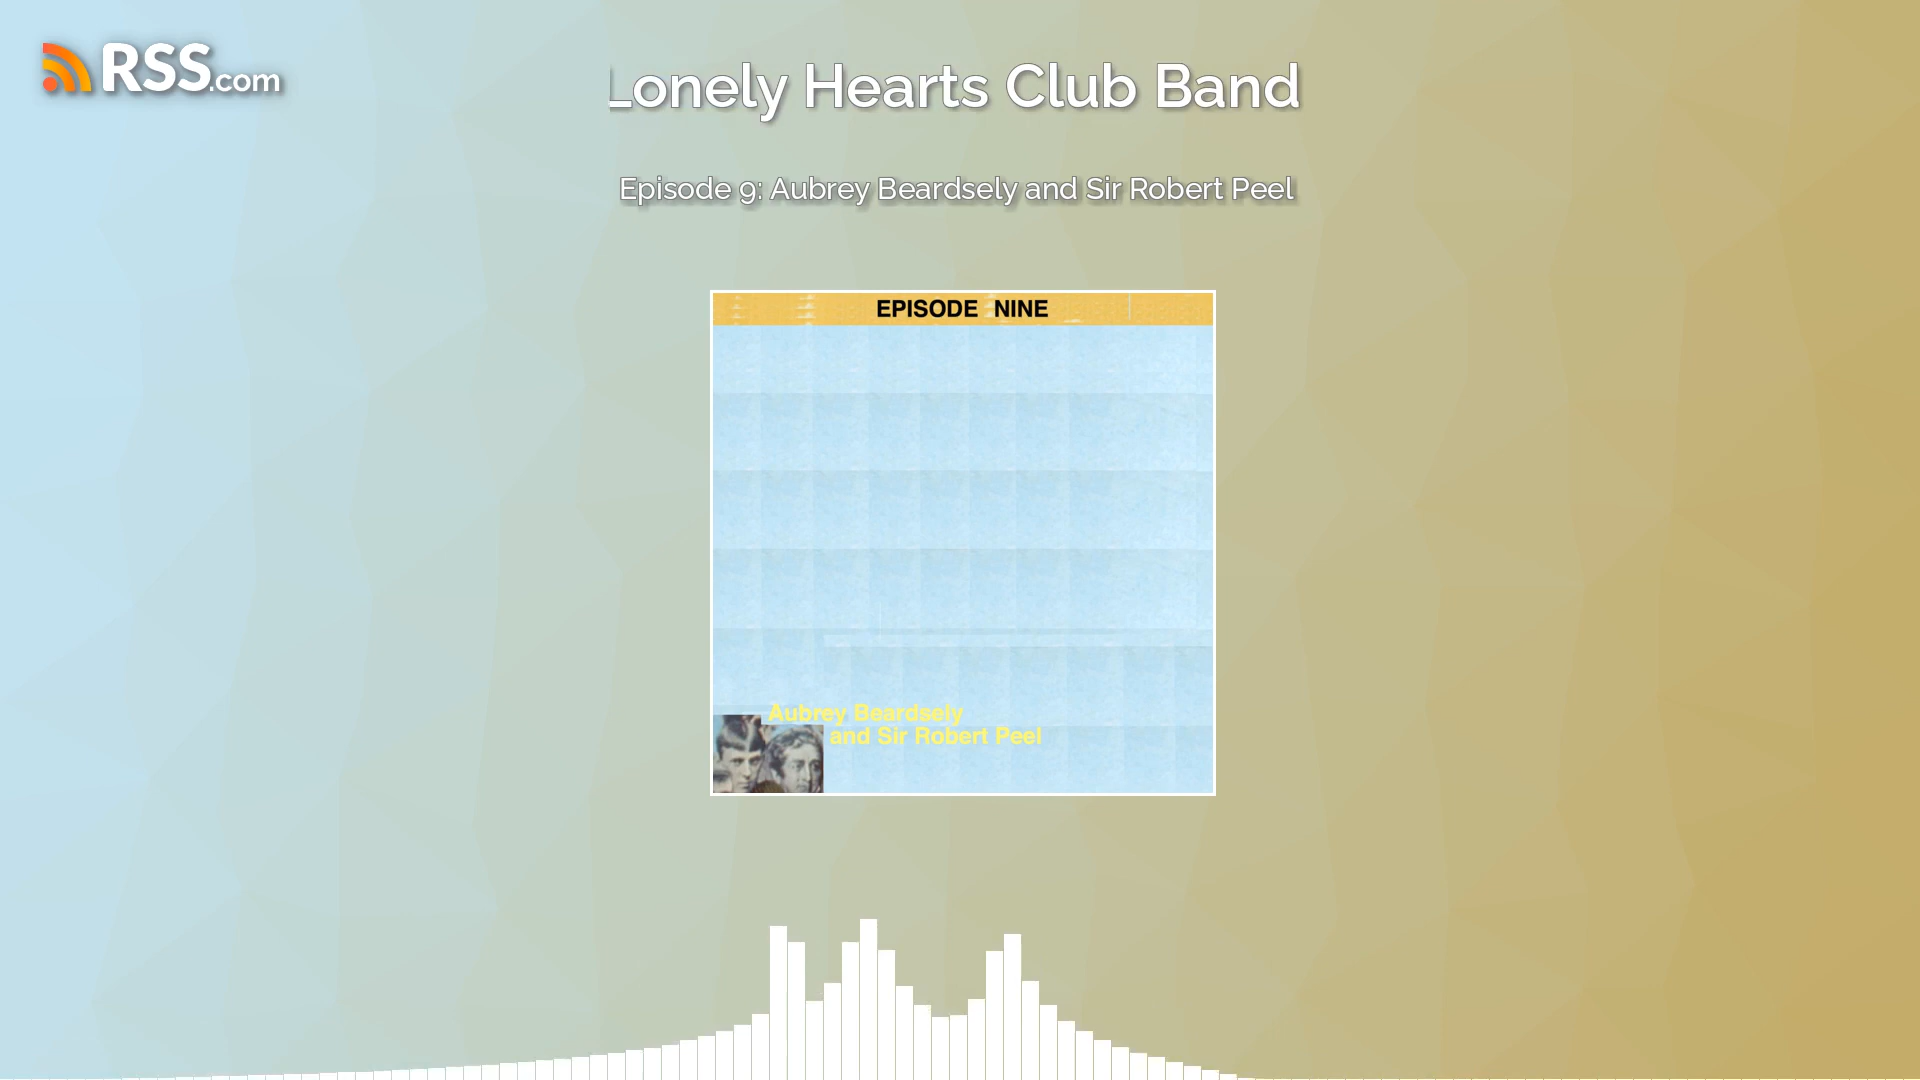 RSS.com
Lonely Hearts Club Band
Episode 9: Aubrey Beardsely and Sir Robert Peel
EPISODE NINE
Aubrey Beardsely
and Sir Robert Peel